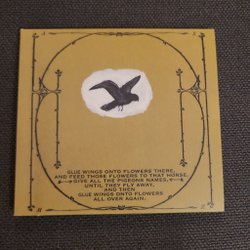 GLUE WINGS ONTO FLOWERS THERE,
AND FEED THOSE FLOWERS TO THAT HORSE.
GIVE ALL THE PIGEONS NAMES,
UNTIL THEY FLY AWAY,
AND THEN
GLUE WINGS ONTO FLOWERS
ALL OVER AGAIN.